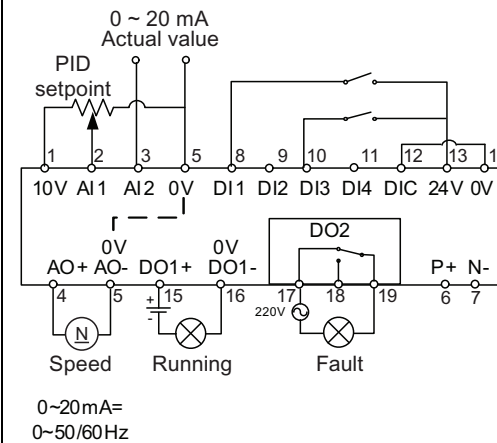 0 ~ 20 mA
Actual value
PID
setpoint
1 2 3 5 8 9 10 11 12 13 1
10V AI1 AI2 0V DI1 DI2 DI3 DI4 DIC 24V 0V
0V
AO+ AO- DO1+
0V
DO1-
DO2
P+ N-
4 5 15 16 17 18 19 6 7
+
-
220V
N
Speed Running Fault
0~20mA=
0~50/60Hz